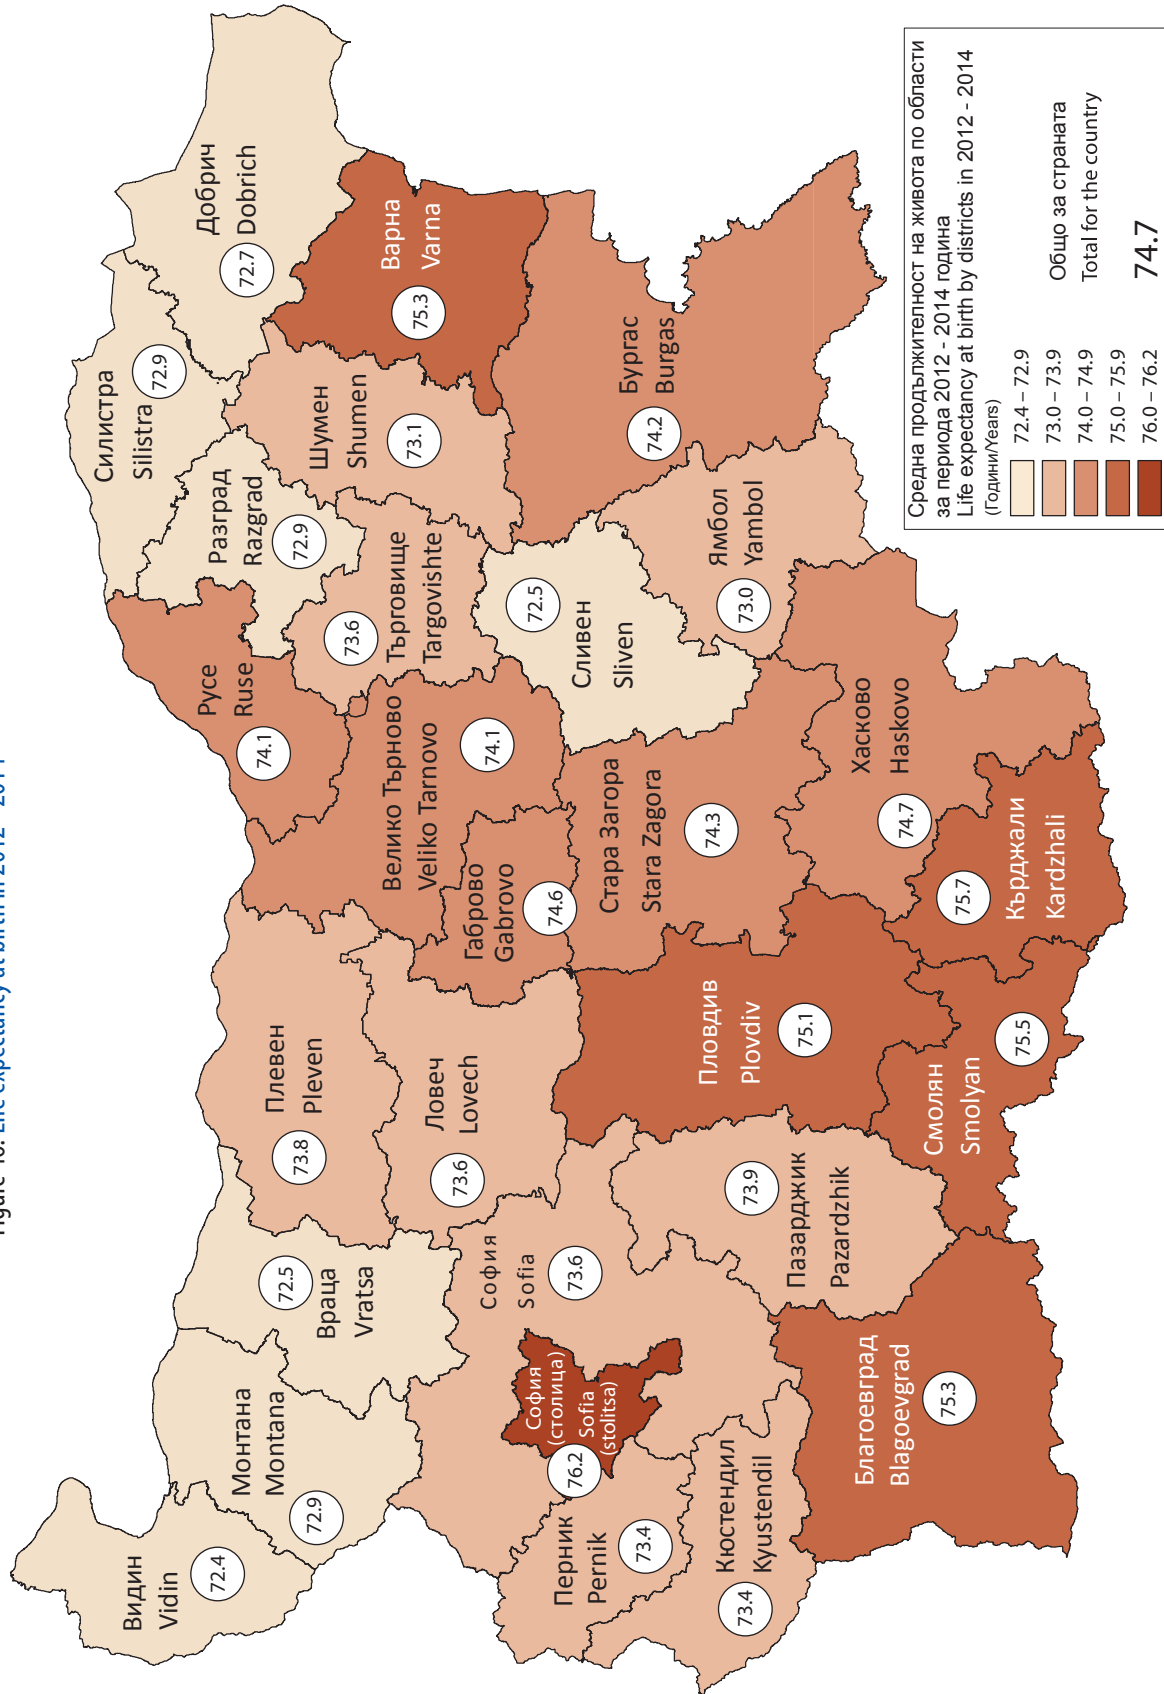 Figure Life expectancy at birth in 2012 - 2014
Видин
Vidin
72.4
Монтана
Montana
72.9
Враца
Vratsa
72.5
Плевен
Pleven
73.8
Ловеч
Lovech
73.6
Русе
Ruse
74.1
Велико Търново
Veliko Tarnovo
74.1
Габрово
Gabrovo
74.6
Силистра
Silistra
72.9
Разград
Razgrad
72.9
Търговище
Targovishte
73.6
Шумен
Shumen
73.1
Добрич
Dobrich
72.7
Варна
Varna
75.3
София
Sofia
73.6
София
(столица)
Sofia
(stolitsa)
76.2
Перник
Pernik
73.4
Кюстендил
Kyustendil
73.4
Благоевград
Blagoevgrad
75.3
Пазарджик
Pazardzhik
73.9
Пловдив
Plovdiv
75.1
Смолян
Smolyan
75.5
Стара Загора
Stara Zagora
74.3
Хасково
Haskovo
74.7
Кърджали
Kardzhali
75.7
Сливен
Sliven
72.5
Ямбол
Yambol
73.0
Бургас
Burgas
74.2
Средна продължителност на живота по области
за периода 2012 - 2014 година
Life expectancy at birth by districts in 2012 - 2014
(Години/Years)
72.4 – 72.9
73.0 – 73.9
74.0 – 74.9
75.0 – 75.9
76.0 – 76.2
Общо за страната
Total for the country
74.7